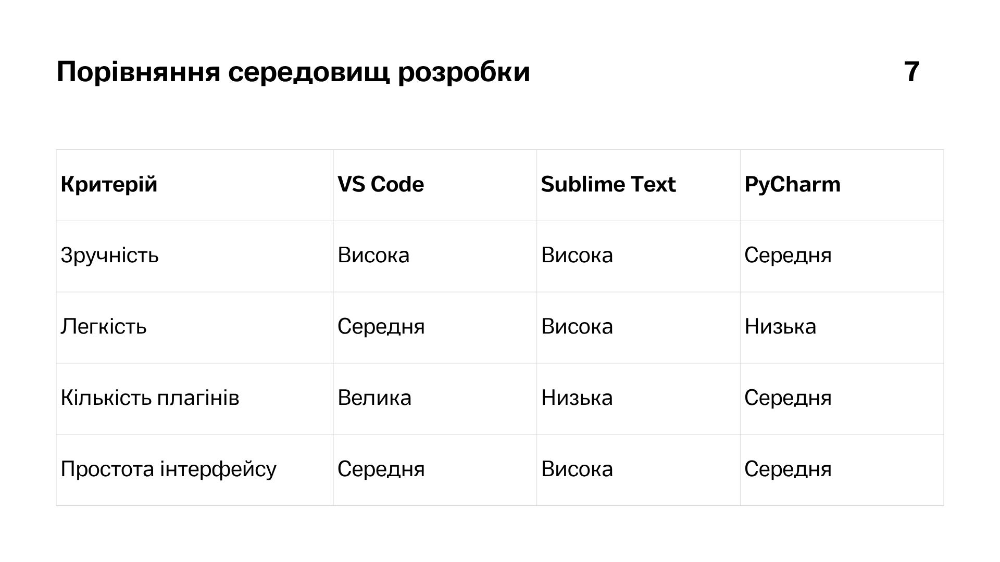 Порівняння середовищ розробки 7
Критерій VS Code Sublime Text PyCharm
Зручність Висока Висока Середня
Легкість Середня Висока Низька
Кількість плагінів Велика Низька Середня
Простота інтерфейсу Середня Висока Середня